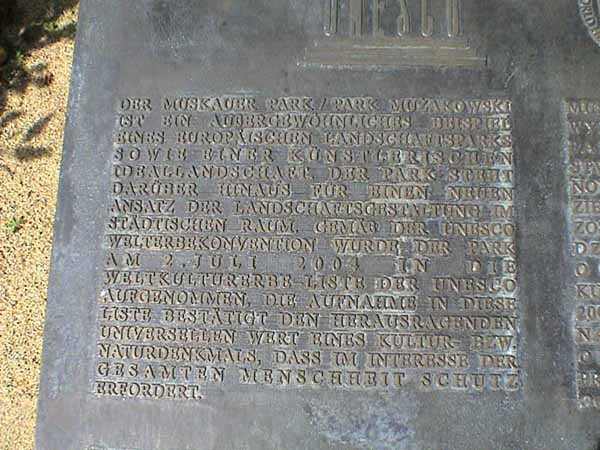 UNESCO
DER MUSKAUER PARK / PARK MUŻAKOWSKI
IST EIN AUßERGEWÖHNLICHES BEISPIEL
EINES EUROPÄISCHEN LANDSCHAFTSPARKS
SOWIE EINER KÜNSTLERISCHEN
IDEALLANDSCHAFT. DER PARK STEHT
DARÜBER HINAUS FÜR EINEN NEUEN
ANSATZ DER LANDSCHAFTSGESTALTUNG IM
STÄDTISCHEN RAUM. GEMÄß DER UNESCO
WELTERBEKONVENTION WURDE DER PARK
AM 2. JULI 2004 IN DIE
WELTKULTURERBE-LISTE DER UNESCO
AUFGENOMMEN. DIE AUFNAHME IN DIESE
LISTE BESTÄTIGT DEN HERAUSRAGENDEN
UNIVERSELLEN WERT EINES KULTUR- BZW.
NATURDENKMALS, DASS IM INTERESSE DER
GESAMTEN MENSCHHEIT SCHUTZ
ERFORDERT.